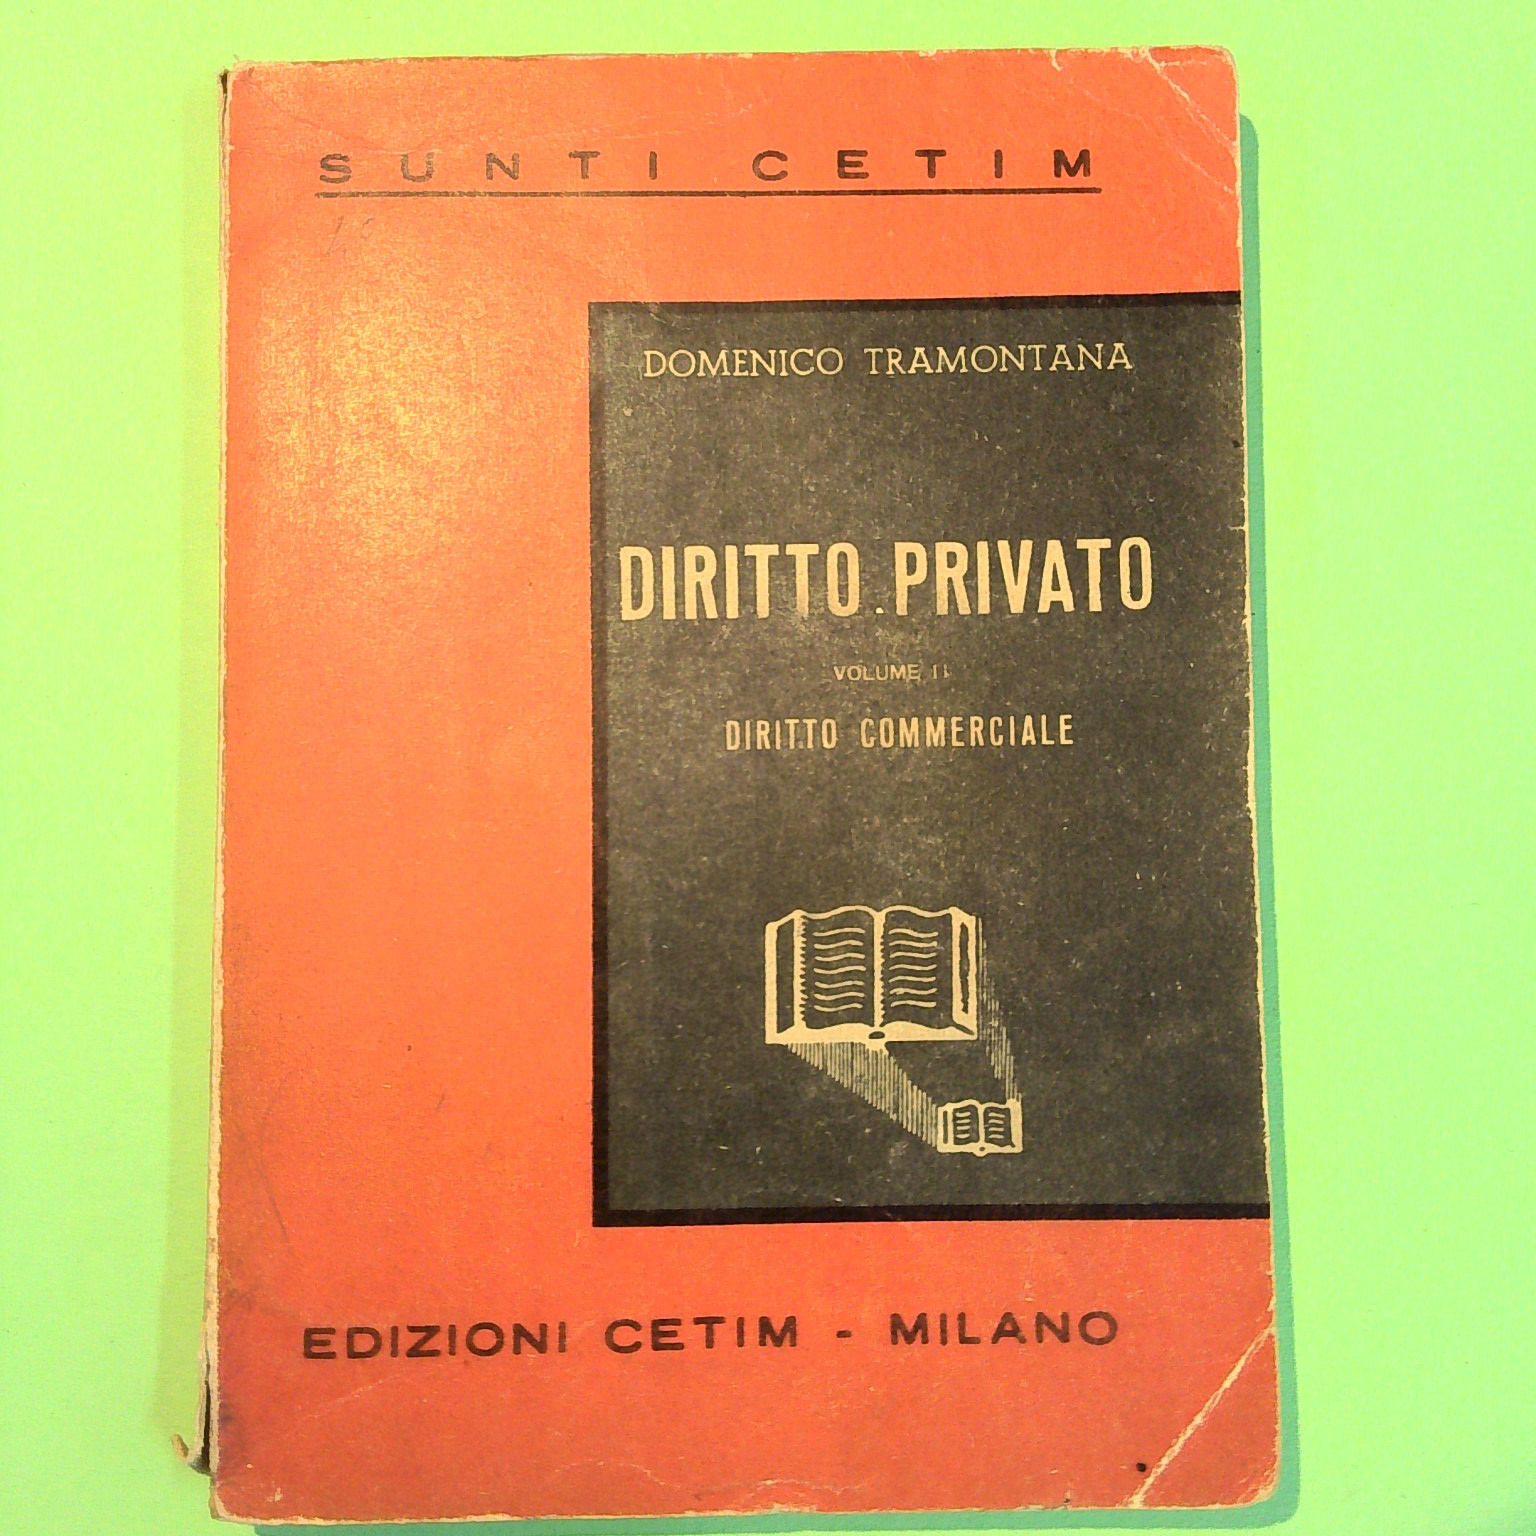 SUNTI CETIM
DOMENICO TRAMONTANA
DIRITTO PRIVATO
VOLUME II
DIRITTO COMMERCIALE
EDIZIONI CETIM - MILANO